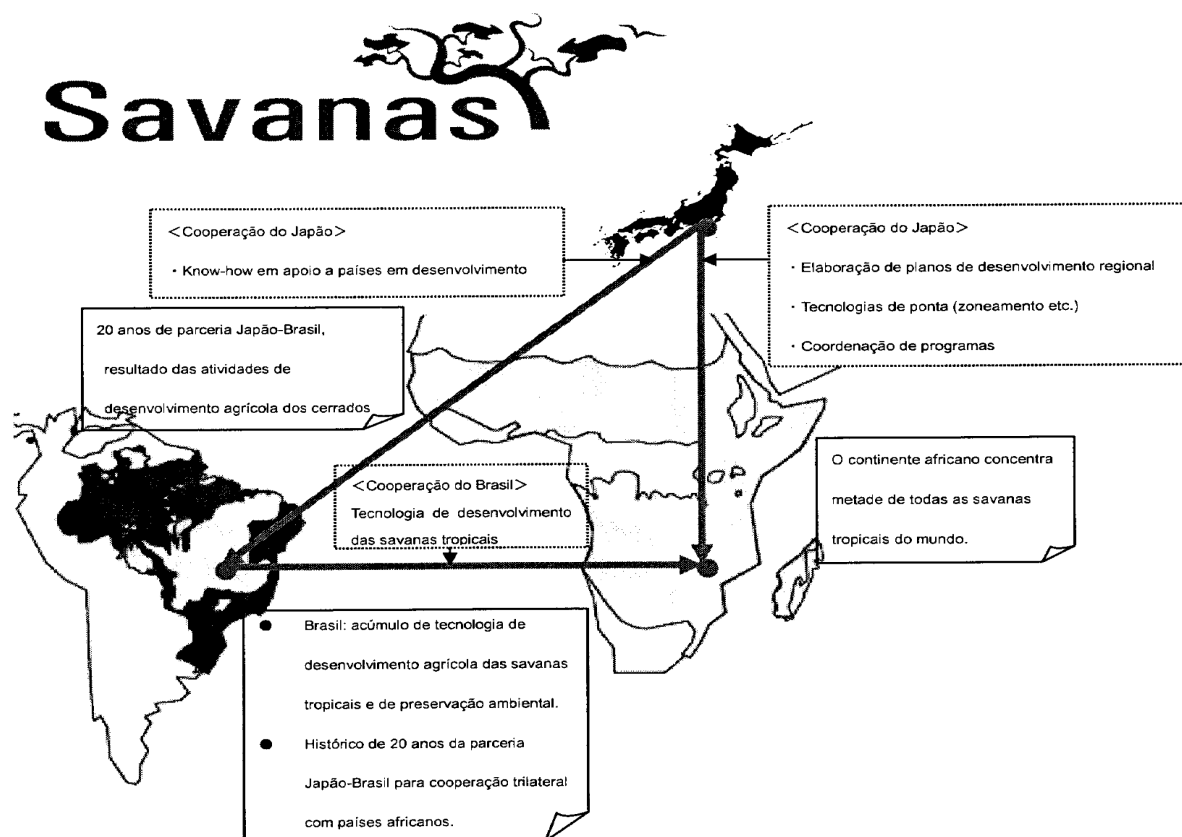 Savanas
<Cooperação do Japão>
・Know-how em apoio a países em desenvolvimento
<Cooperação do Japão>
・Elaboração de planos de desenvolvimento regional
・Tecnologias de ponta (zoneamento etc.)
・Coordenação de programas
20 anos de parceria Japão-Brasil,
resultado das atividades de
desenvolvimento agrícola dos cerrados
<Cooperação do Brasil>
Tecnologia de desenvolvimento
das savanas tropicais
O continente africano concentra
metade de todas as savanas
tropicais do mundo.
● Brasil: acúmulo de tecnologia de
desenvolvimento agrícola das savanas
tropicais e de preservação ambiental.
● Histórico de 20 anos da parceria
Japão-Brasil para cooperação trilateral
com países africanos.